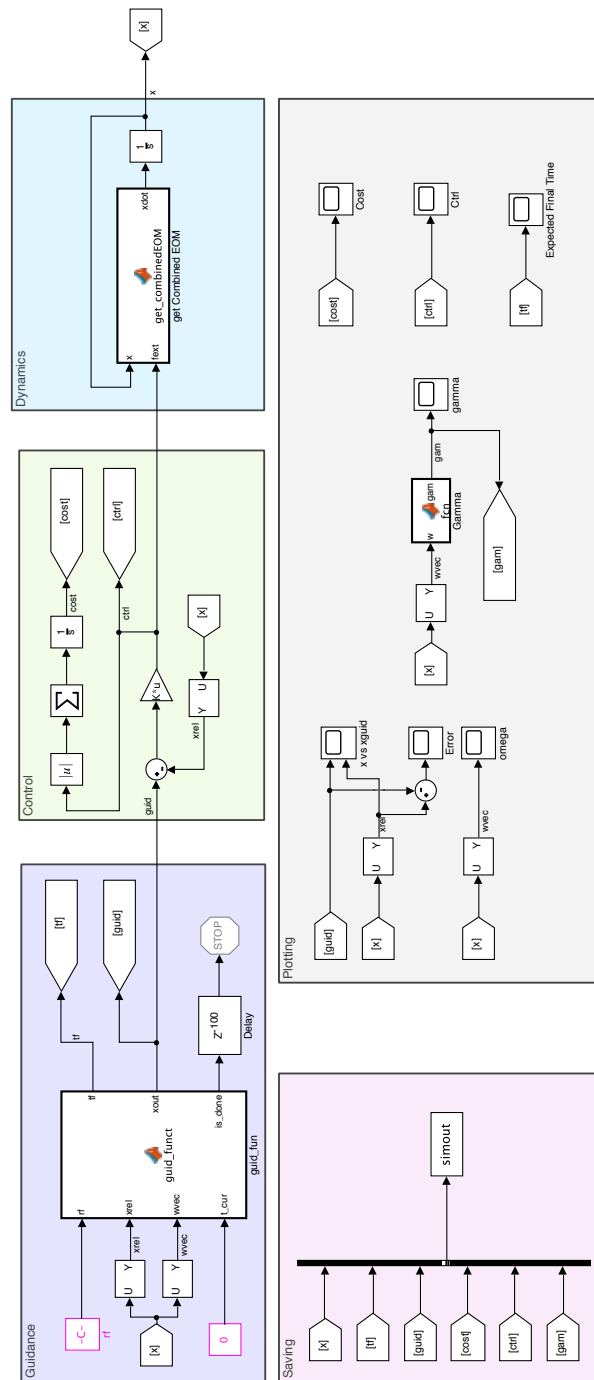 Guidance
-C-
rf
[x]
0
U Y
U Y
xrel
wvec
rf
xrel
wvec
t_cur
guid_funct
tf
xout
is_done
guid_fun
tf
[tf]
[guid]
Z-100
Delay
STOP
Control
guid
|u|
Σ
1
s
cost
[cost]
[ctrl]
ctrl
K*u
+
-
xrel
Y U
[x]
Dynamics
x
fext
get_combinedEOM
get Combined EOM
xdot
1
s
x
[x]
Saving
[x]
[tf]
[guid]
[cost]
[ctrl]
[gam]
simout
Plotting
[guid]
[x]
U Y
xrel
x vs xguid
+
-
Error
[x]
U Y
wvec
omega
[x]
U Y
wvec
w
fcn
gam
Gamma
gam
gamma
[gam]
[cost]
Cost
[ctrl]
Ctrl
[tf]
Expected Final Time